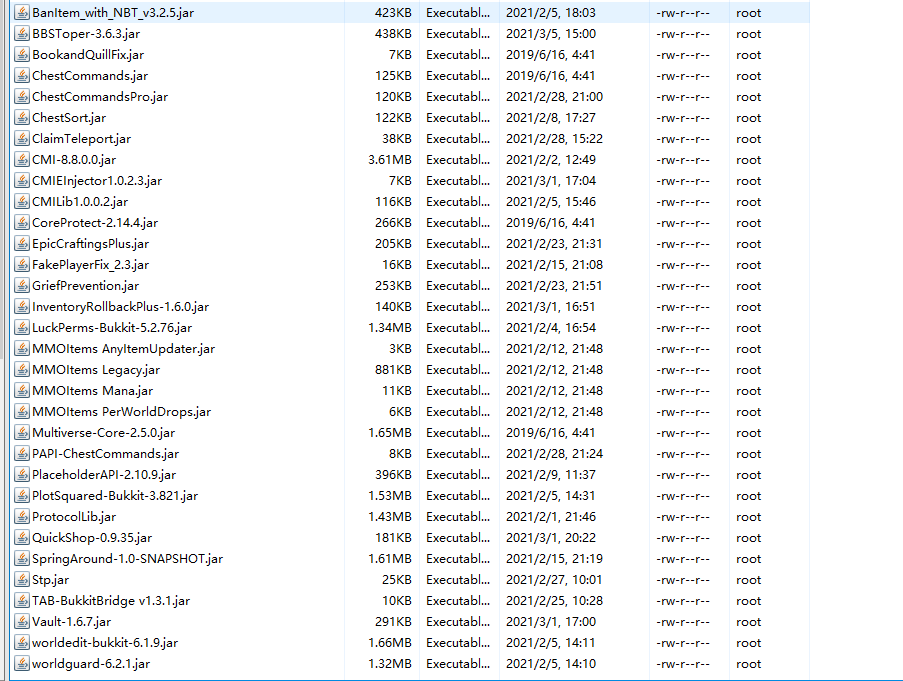 BanItem_with_NBT_v3.2.5.jar 423KB Executabl... 2021/2/5, 18:03 -rw-r--r-- root
BBSToper-3.6.3.jar 438KB Executabl... 2021/3/5, 15:00 -rw-r--r-- root
BookandQuillFix.jar 7KB Executabl... 2019/6/16, 4:41 -rw-r--r-- root
ChestCommands.jar 125KB Executabl... 2019/6/16, 4:41 -rw-r--r-- root
ChestCommandsPro.jar 120KB Executabl... 2021/2/28, 21:00 -rw-r--r-- root
ChestSort.jar 122KB Executabl... 2021/2/8, 17:27 -rw-r--r-- root
ClaimTeleport.jar 38KB Executabl... 2021/2/28, 15:22 -rw-r--r-- root
CMI-8.8.0.0.jar 3.61MB Executabl... 2021/2/2, 12:49 -rw-r--r-- root
CMIEInjector1.0.2.3.jar 7KB Executabl... 2021/3/1, 17:04 -rw-r--r-- root
CMILib1.0.0.2.jar 116KB Executabl... 2021/2/5, 15:46 -rw-r--r-- root
CoreProtect-2.14.4.jar 266KB Executabl... 2019/6/16, 4:41 -rw-r--r-- root
EpicCraftingsPlus.jar 205KB Executabl... 2021/2/23, 21:31 -rw-r--r-- root
FakePlayerFix_2.3.jar 16KB Executabl... 2021/2/15, 21:08 -rw-r--r-- root
GriefPrevention.jar 253KB Executabl... 2021/2/23, 21:51 -rw-r--r-- root
InventoryRollbackPlus-1.6.0.jar 140KB Executabl... 2021/3/1, 16:51 -rw-r--r-- root
LuckPerms-Bukkit-5.2.76.jar 1.34MB Executabl... 2021/2/4, 16:54 -rw-r--r-- root
MMOItems AnyItemUpdater.jar 3KB Executabl... 2021/2/12, 21:48 -rw-r--r-- root
MMOItems Legacy.jar 881KB Executabl... 2021/2/12, 21:48 -rw-r--r-- root
MMOItems Mana.jar 11KB Executabl... 2021/2/12, 21:48 -rw-r--r-- root
MMOItems PerWorldDrops.jar 6KB Executabl... 2021/2/12, 21:48 -rw-r--r-- root
Multiverse-Core-2.5.0.jar 1.65MB Executabl... 2019/6/16, 4:41 -rw-r--r-- root
PAPI-ChestCommands.jar 8KB Executabl... 2021/2/28, 21:24 -rw-r--r-- root
PlaceholderAPI-2.10.9.jar 396KB Executabl... 2021/2/9, 11:37 -rw-r--r-- root
PlotSquared-Bukkit-3.821.jar 1.53MB Executabl... 2021/2/5, 14:31 -rw-r--r-- root
ProtocolLib.jar 1.43MB Executabl... 2021/2/1, 21:46 -rw-r--r-- root
QuickShop-0.9.35.jar 181KB Executabl... 2021/3/1, 20:22 -rw-r--r-- root
SpringAround-1.0-SNAPSHOT.jar 1.61MB Executabl... 2021/2/15, 21:19 -rw-r--r-- root
Stp.jar 25KB Executabl... 2021/2/27, 10:01 -rw-r--r-- root
TAB-BukkitBridge v1.3.1.jar 10KB Executabl... 2021/2/25, 10:28 -rw-r--r-- root
Vault-1.6.7.jar 291KB Executabl... 2021/3/1, 17:00 -rw-r--r-- root
worldedit-bukkit-6.1.9.jar 1.66MB Executabl... 2021/2/5, 14:11 -rw-r--r-- root
worldguard-6.2.1.jar 1.32MB Executabl... 2021/2/5, 14:10 -rw-r--r-- root